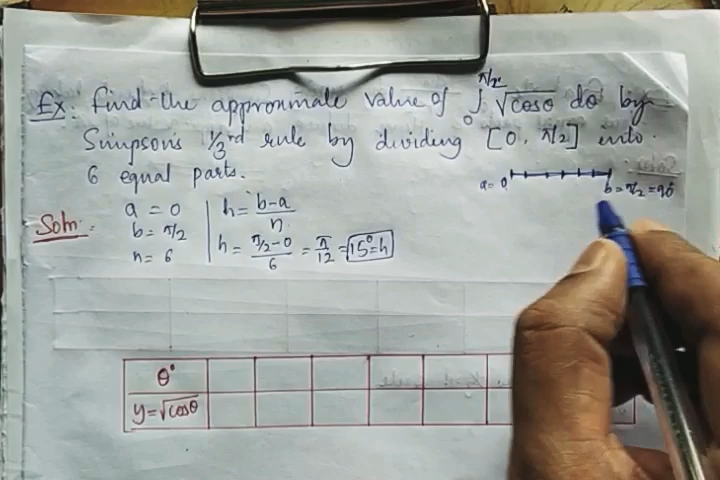 Ex: Find the approximate value of ∫₀^π/2 √cosθ dθ by
Simpson's 1/3rd rule by dividing [0, π/2] into
6 equal parts.
a = 0 b = π/2 = 90°
Soln:
a = 0
b = π/2
n = 6
h = b-a/n
h = π/2-0/6 = π/12 = 15° = h
θ°
y = √cosθ